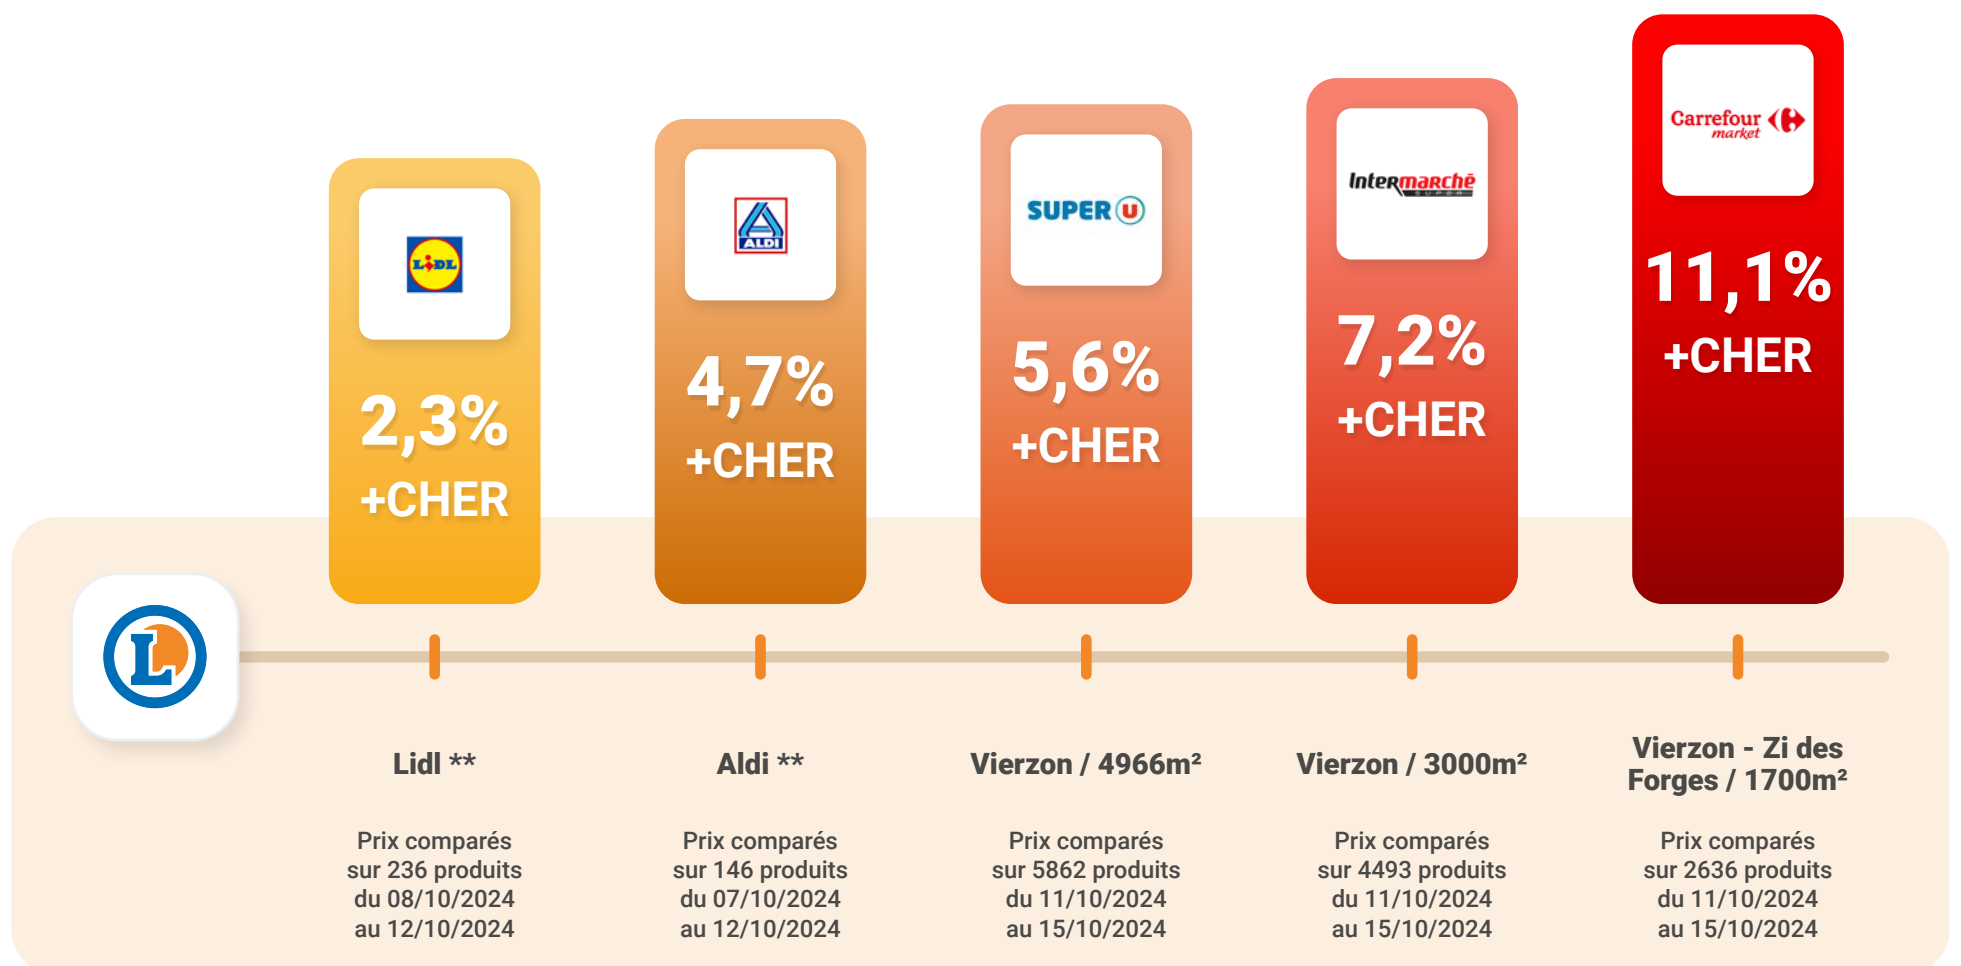 LIDL
2,3%
+CHER
ALDI
4,7%
+CHER
SUPER U
5,6%
+CHER
Intermarché
SUPER
7,2%
+CHER
Carrefour
market
11,1%
+CHER
L
Lidl **
Prix comparés
sur 236 produits
du 08/10/2024
au 12/10/2024
Aldi **
Prix comparés
sur 146 produits
du 07/10/2024
au 12/10/2024
Vierzon / 4966m²
Prix comparés
sur 5862 produits
du 11/10/2024
au 15/10/2024
Vierzon / 3000m²
Prix comparés
sur 4493 produits
du 11/10/2024
au 15/10/2024
Vierzon - Zi des
Forges / 1700m²
Prix comparés
sur 2636 produits
du 11/10/2024
au 15/10/2024